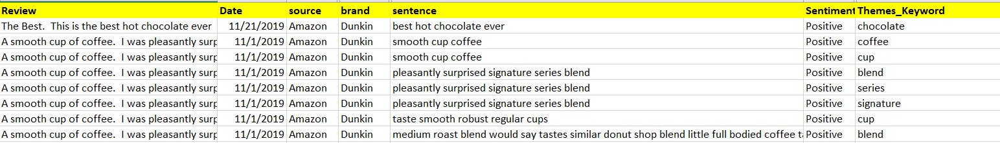 Review Date source brand sentence Sentiment Themes_Keyword
The Best.  This is the best hot chocolate ever 11/21/2019 Amazon Dunkin best hot chocolate ever Positive chocolate
A smooth cup of coffee.  I was pleasantly surp 11/1/2019 Amazon Dunkin smooth cup coffee Positive coffee
A smooth cup of coffee.  I was pleasantly surp 11/1/2019 Amazon Dunkin smooth cup coffee Positive cup
A smooth cup of coffee.  I was pleasantly surp 11/1/2019 Amazon Dunkin pleasantly surprised signature series blend Positive blend
A smooth cup of coffee.  I was pleasantly surp 11/1/2019 Amazon Dunkin pleasantly surprised signature series blend Positive series
A smooth cup of coffee.  I was pleasantly surp 11/1/2019 Amazon Dunkin pleasantly surprised signature series blend Positive signature
A smooth cup of coffee.  I was pleasantly surp 11/1/2019 Amazon Dunkin taste smooth robust regular cups Positive cup
A smooth cup of coffee.  I was pleasantly surp 11/1/2019 Amazon Dunkin medium roast blend would say tastes similar donut shop blend little full bodied coffee ta Positive blend